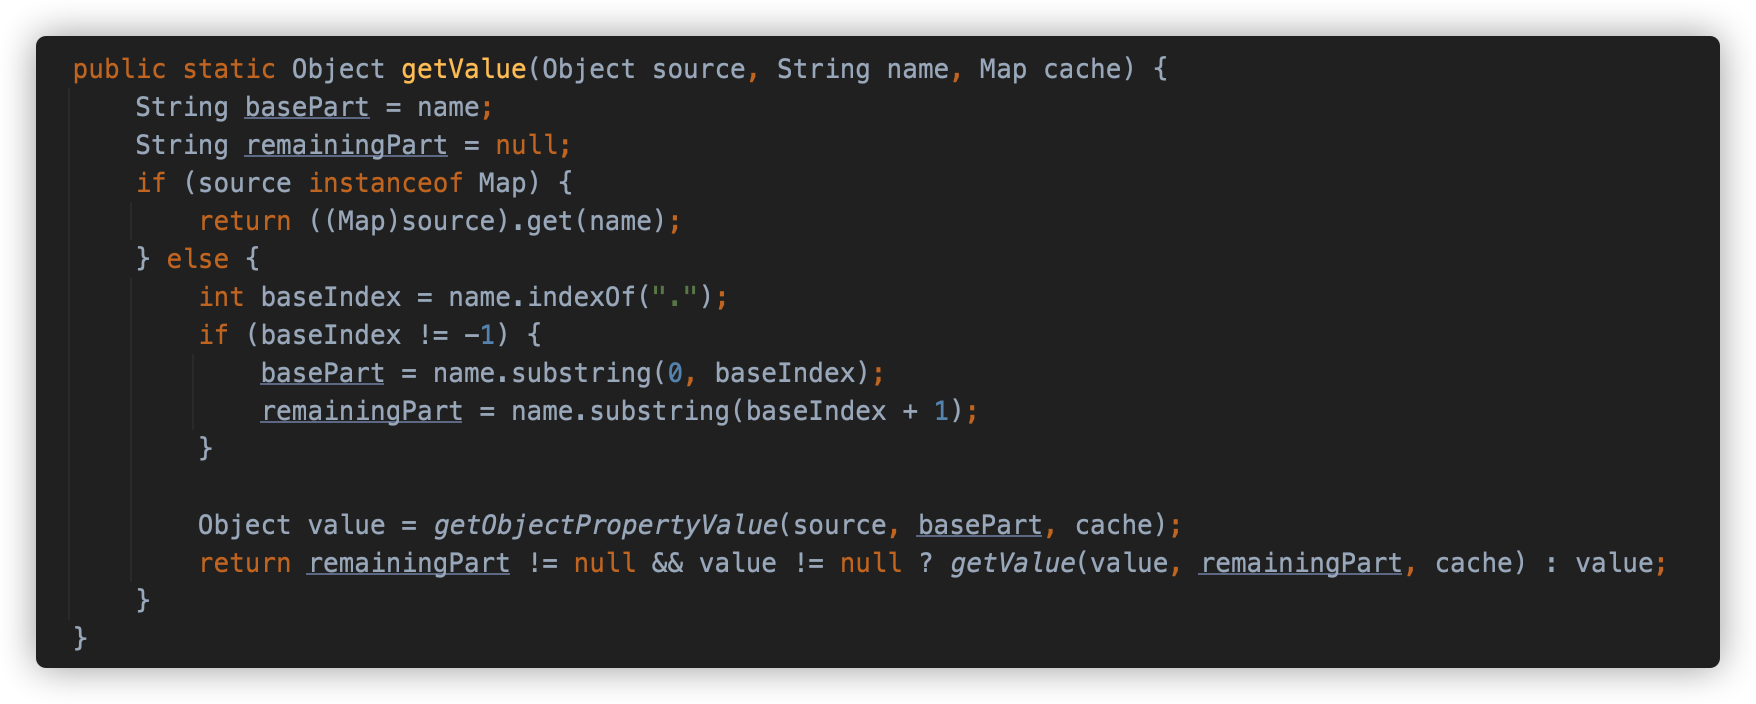 public static Object getValue(Object source, String name, Map cache) {
    String basePart = name;
    String remainingPart = null;
    if (source instanceof Map) {
        return ((Map)source).get(name);
    } else {
        int baseIndex = name.indexOf(".");
        if (baseIndex != -1) {
            basePart = name.substring(0, baseIndex);
            remainingPart = name.substring(baseIndex + 1);
        }

        Object value = getObjectPropertyValue(source, basePart, cache);
        return remainingPart != null && value != null ? getValue(value, remainingPart, cache) : value;
    }
}